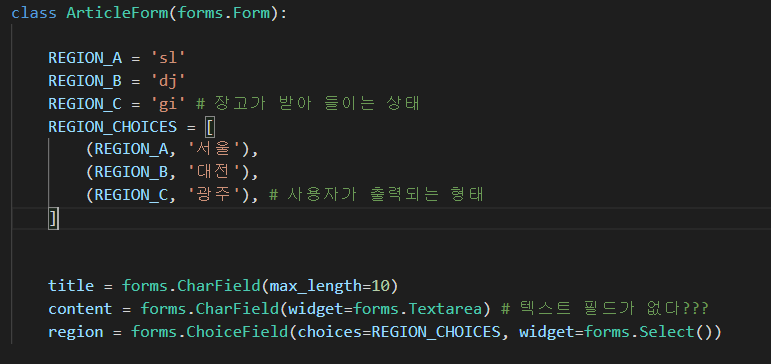 class ArticleForm(forms.Form):
REGION_A = 'sl'
REGION_B = 'dj'
REGION_C = 'gi' # 장고가 받아 들이는 상태
REGION_CHOICES = [
(REGION_A, '서울'),
(REGION_B, '대전'),
(REGION_C, '광주'), # 사용자가 출력되는 형태
]
title = forms.CharField(max_length=10)
content = forms.CharField(widget=forms.Textarea) # 텍스트 필드가 없다???
region = forms.ChoiceField(choices=REGION_CHOICES, widget=forms.Select())